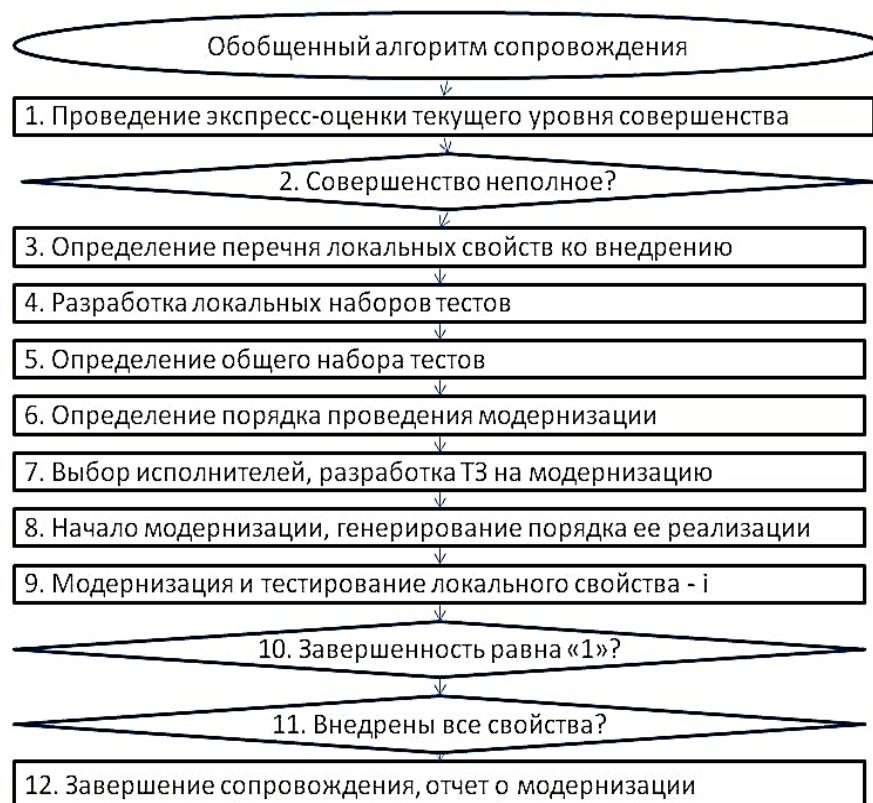 Обобщенный алгоритм сопровождения
1. Проведение экспресс-оценки текущего уровня совершенства
2. Совершенство неполное?
3. Определение перечня локальных свойств ко внедрению
4. Разработка локальных наборов тестов
5. Определение общего набора тестов
6. Определение порядка проведения модернизации
7. Выбор исполнителей, разработка ТЗ на модернизацию
8. Начало модернизации, генерирование порядка ее реализации
9. Модернизация и тестирование локального свойства - i
10. Завершенность равна «1»?
11. Внедрены все свойства?
12. Завершение сопровождения, отчет о модернизации